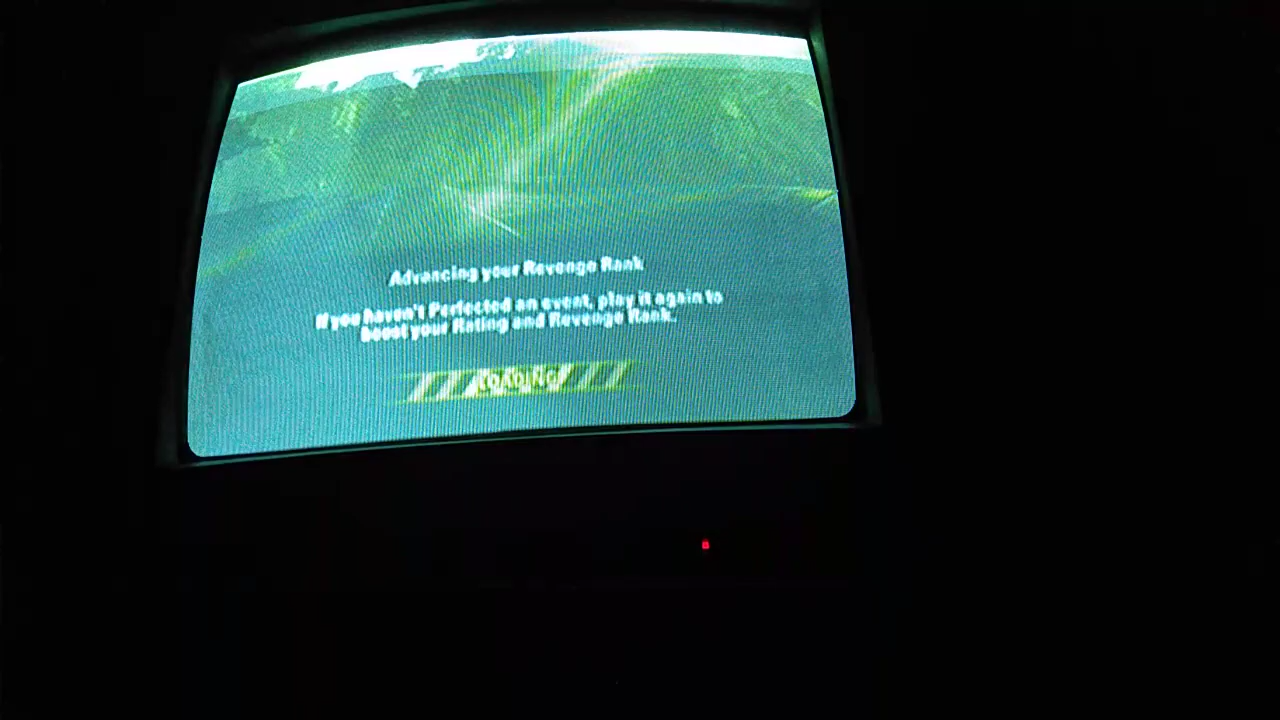 Advancing your Revenge Rank
If you haven't Perfected an event, play it again to
boost your Rating and Revenge Rank.
LOADING